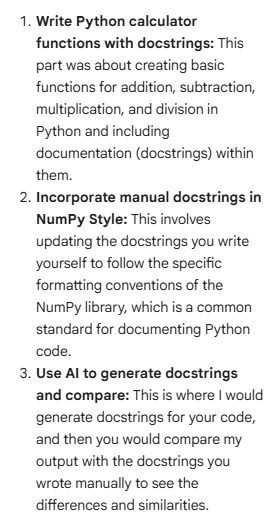 1. Write Python calculator
functions with docstrings: This
part was about creating basic
functions for addition, subtraction,
multiplication, and division in
Python and including
documentation (docstrings) within
them.
2. Incorporate manual docstrings in
NumPy Style: This involves
updating the docstrings you write
yourself to follow the specific
formatting conventions of the
NumPy library, which is a common
standard for documenting Python
code.
3. Use AI to generate docstrings
and compare: This is where I would
generate docstrings for your code,
and then you would compare my
output with the docstrings you
wrote manually to see the
differences and similarities.